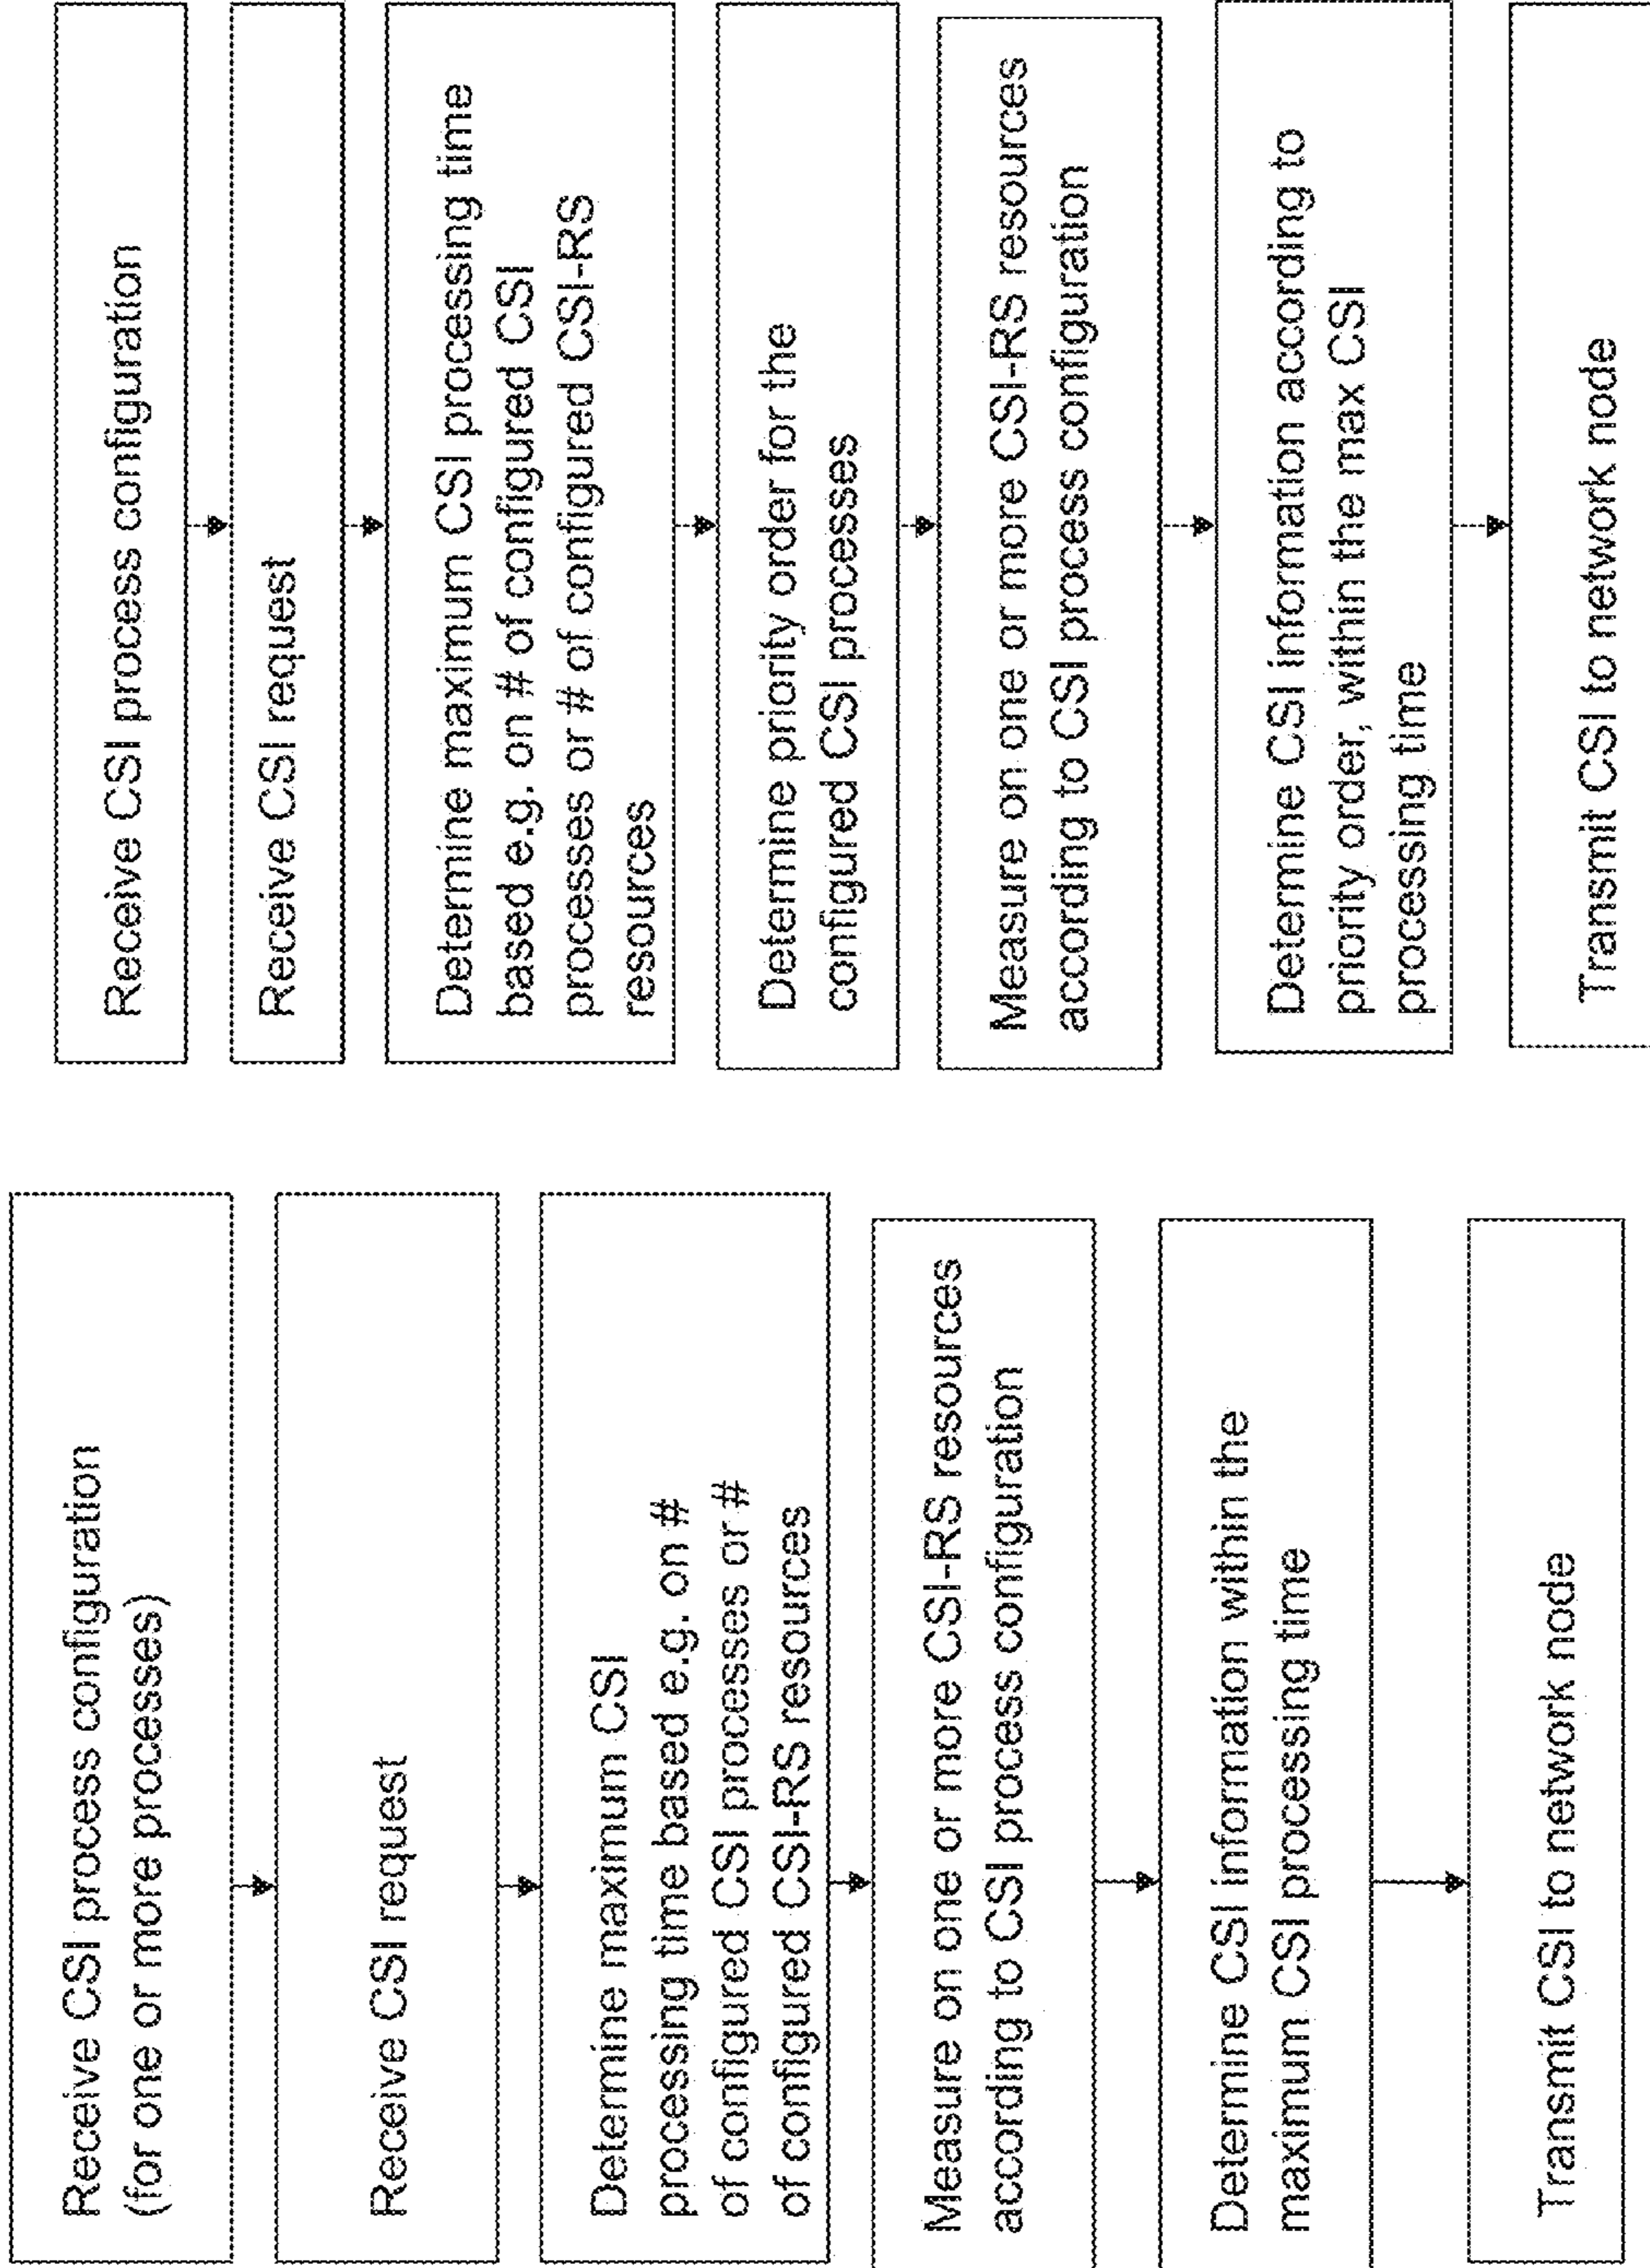 Receive CSI process configuration
(for one or more processes)
Receive CSI request
Determine maximum CSI
processing time based e.g. on #
of configured CSI processes or #
of configured CSI-RS resources
Measure on one or more CSI-RS resources
according to CSI process configuration
Determine CSI information within the
maximum CSI processing time
Transmit CSI to network node
Receive CSI process configuration
Receive CSI request
Determine maximum CSI processing time
based e.g. on # of configured CSI
processes or # of configured CSI-RS
resources
Determine priority order for the
configured CSI processes
Measure on one or more CSI-RS resources
according to CSI process configuration
Determine CSI information according to
priority order, within the max CSI
processing time
Transmit CSI to network node